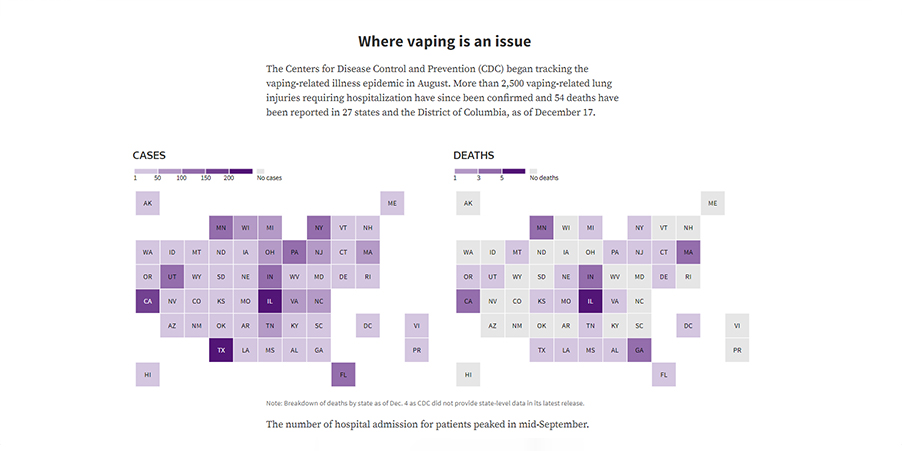 Where vaping is an issue
The Centers for Disease Control and Prevention (CDC) began tracking the
vaping-related illness epidemic in August. More than 2,500 vaping-related lung
injuries requiring hospitalization have since been confirmed and 54 deaths have
been reported in 27 states and the District of Columbia, as of December 17.
CASES
1 50 100 150 200 No cases
AK ME
MN WI MI NY VT NH
WA ID MT ND IA OH PA NJ CT MA
OR UT WY SD NE IN WV MD DE RI
CA NV CO KS MO IL VA NC
AZ NM OK AR TN KY SC DC VI
TX LA MS AL GA PR
HI FL
DEATHS
1 3 5 No deaths
AK ME
MN WI MI NY VT NH
WA ID MT ND IA OH PA NJ CT MA
OR UT WY SD NE IN WV MD DE RI
CA NV CO KS MO IL VA NC
AZ NM OK AR TN KY SC DC VI
TX LA MS AL GA PR
HI FL
Note: Breakdown of deaths by state as of Dec. 4 as CDC did not provide state-level data in its latest release.
The number of hospital admission for patients peaked in mid-September.